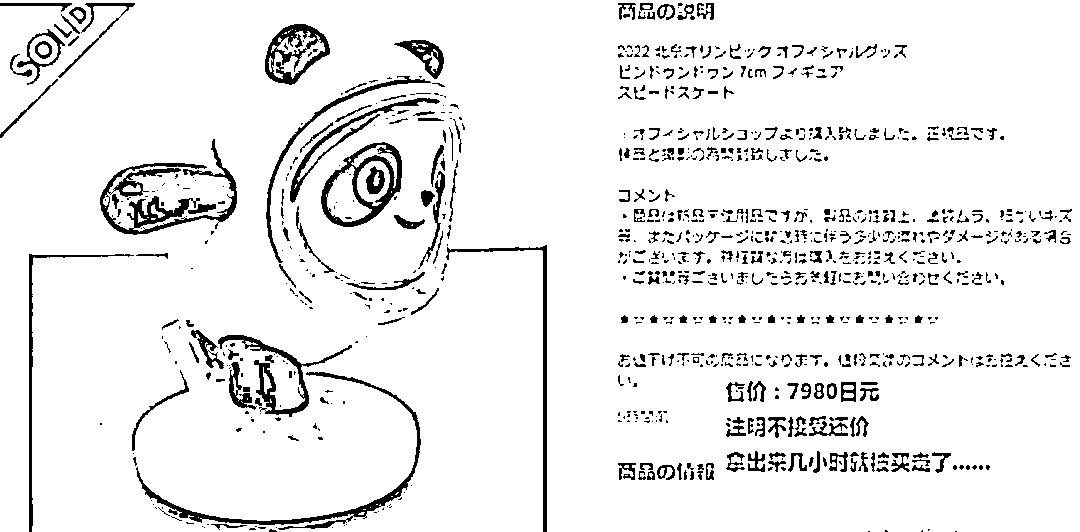 SOLD
商品の説明
2022 北京オリンピック オフィシャルグッズ
ビンドゥンドゥン 7cm フィギュア
スピードスケート
・オフィシャルショップより購入致しました。正規品です。
検品と撮影の為開封致しました。
コメント
・商品は新品未使用品ですが、製品の性質上、塗装ムラ、細かいキズ
等、またパッケージに輸送時に伴う多少の潰れやダメージがある場合
がございます。神経質な方は購入をお控えください。
・ご質問等ございましたらお気軽にお問い合わせください。
★☆★☆★☆★☆★☆★☆★☆★☆★☆★☆★☆
お値下げ不可の商品になります。値段交渉のコメントはお控えくださ
い。
售价：7980日元
9時間前
注明不接受还价
拿出来几小时就被买走了……
商品の情報